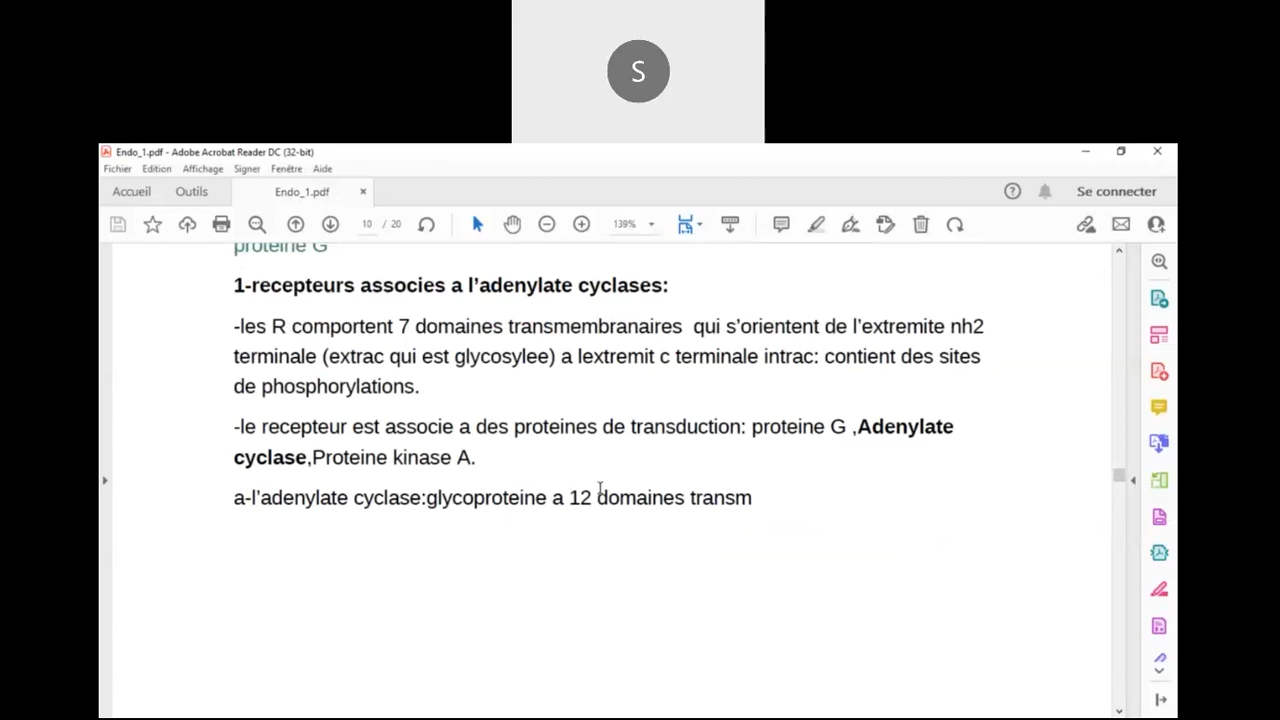 S
Endo_1.pdf - Adobe Acrobat Reader DC (32-bit)
Fichier Edition Affichage Signer Fenêtre Aide
Accueil Outils Endo_1.pdf × Se connecter
10 / 20 139%
proteine G
1-recepteurs associes a l’adenylate cyclases:
-les R comportent 7 domaines transmembranaires qui s’orientent de l’extremite nh2
terminale (extrac qui est glycosylee) a lextremit c terminale intrac: contient des sites
de phosphorylations.
-le recepteur est associe a des proteines de transduction: proteine G ,Adenylate
cyclase,Proteine kinase A.
a-l’adenylate cyclase:glycoproteine a 12 domaines transm